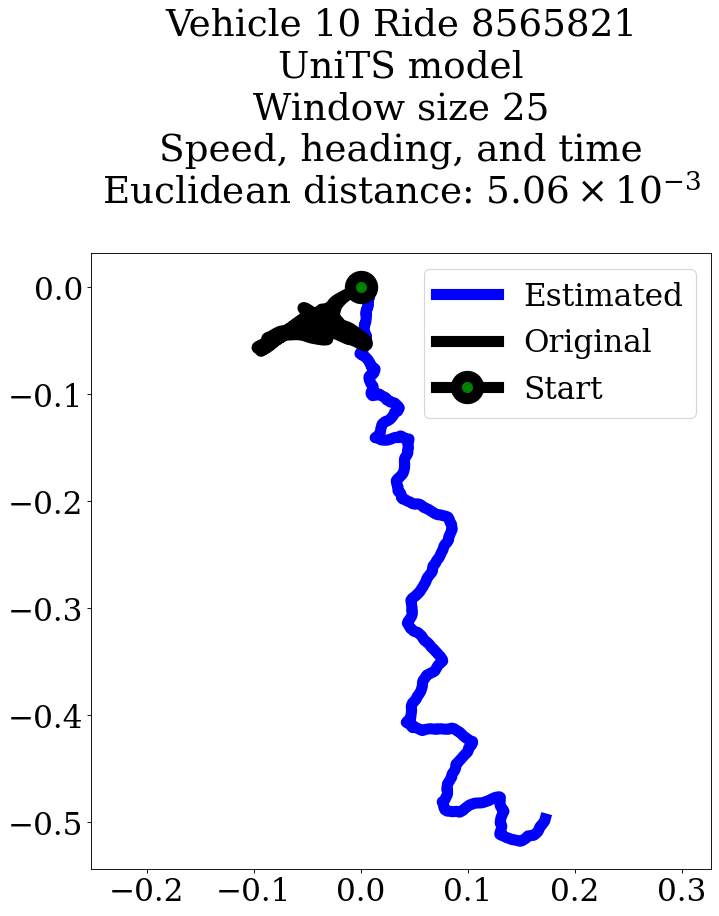 Vehicle 10 Ride 8565821
UniTS model
Window size 25
Speed, heading, and time
Euclidean distance: 5.06 × 10⁻³
Estimated
Original
Start
0.0
−0.1
−0.2
−0.3
−0.4
−0.5
−0.2 −0.1 0.0 0.1 0.2 0.3